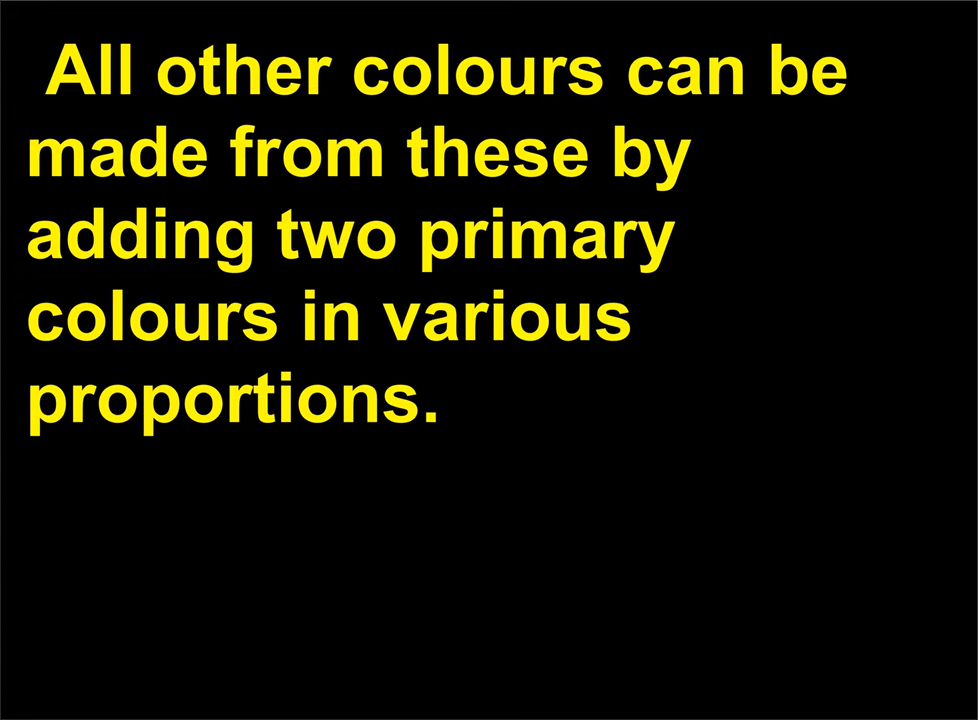 All other colours can be
made from these by
adding two primary
colours in various
proportions.